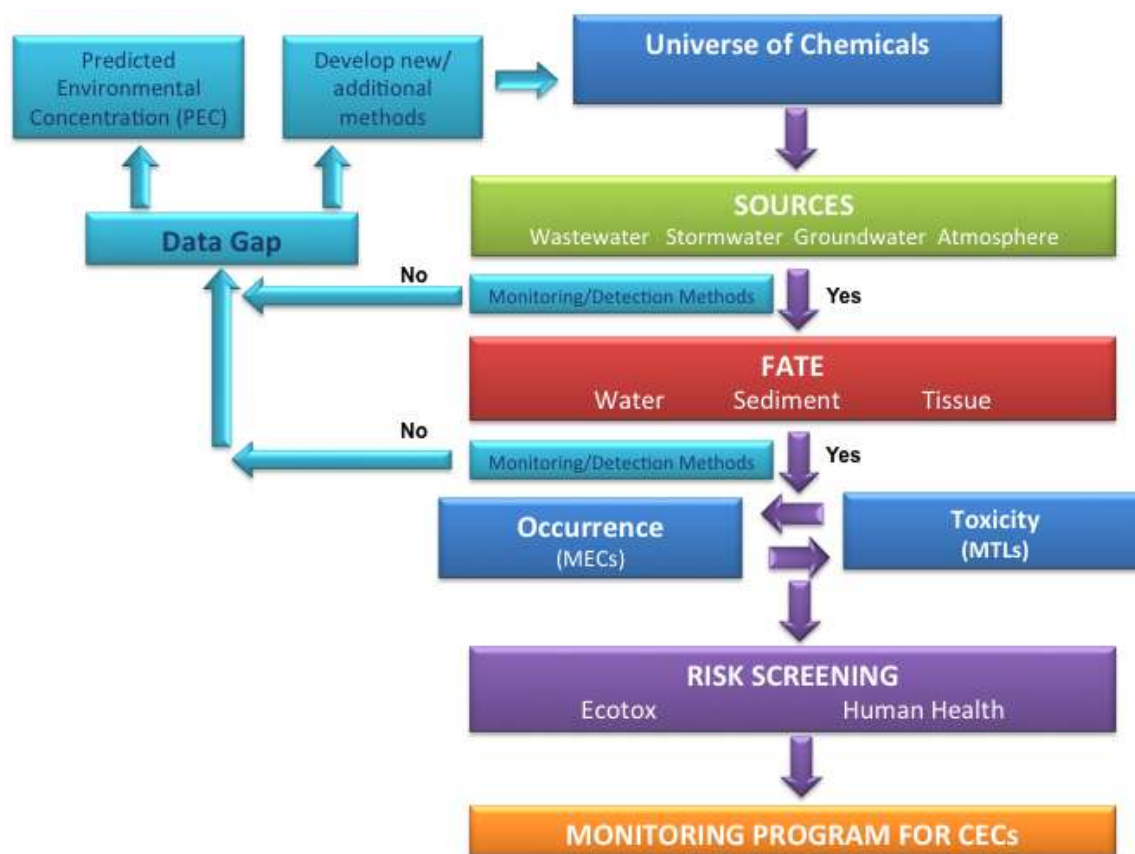 Predicted
Environmental
Concentration (PEC)
Develop new/
additional
methods
Universe of Chemicals
SOURCES
Wastewater Stormwater Groundwater Atmosphere
Data Gap
No
Monitoring/Detection Methods
Yes
FATE
Water Sediment Tissue
No
Monitoring/Detection Methods
Yes
Occurrence
(MECs)
Toxicity
(MTLs)
RISK SCREENING
Ecotox Human Health
MONITORING PROGRAM FOR CECs